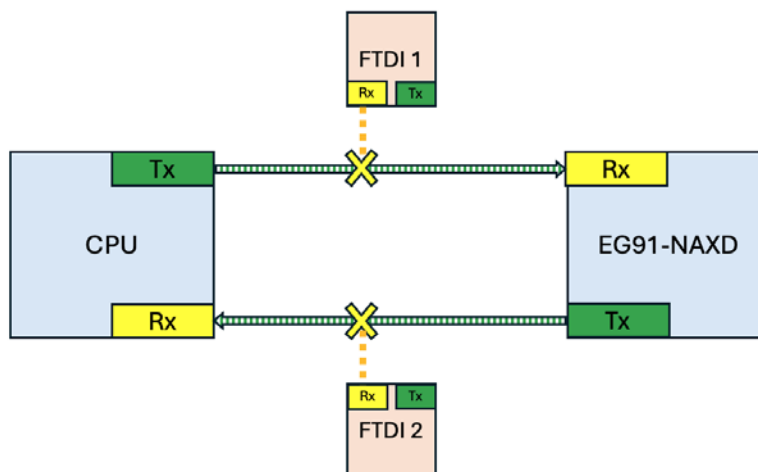 FTDI 1
Rx Tx
Tx Rx
CPU EG91-NAXD
Rx Tx
Rx Tx
FTDI 2